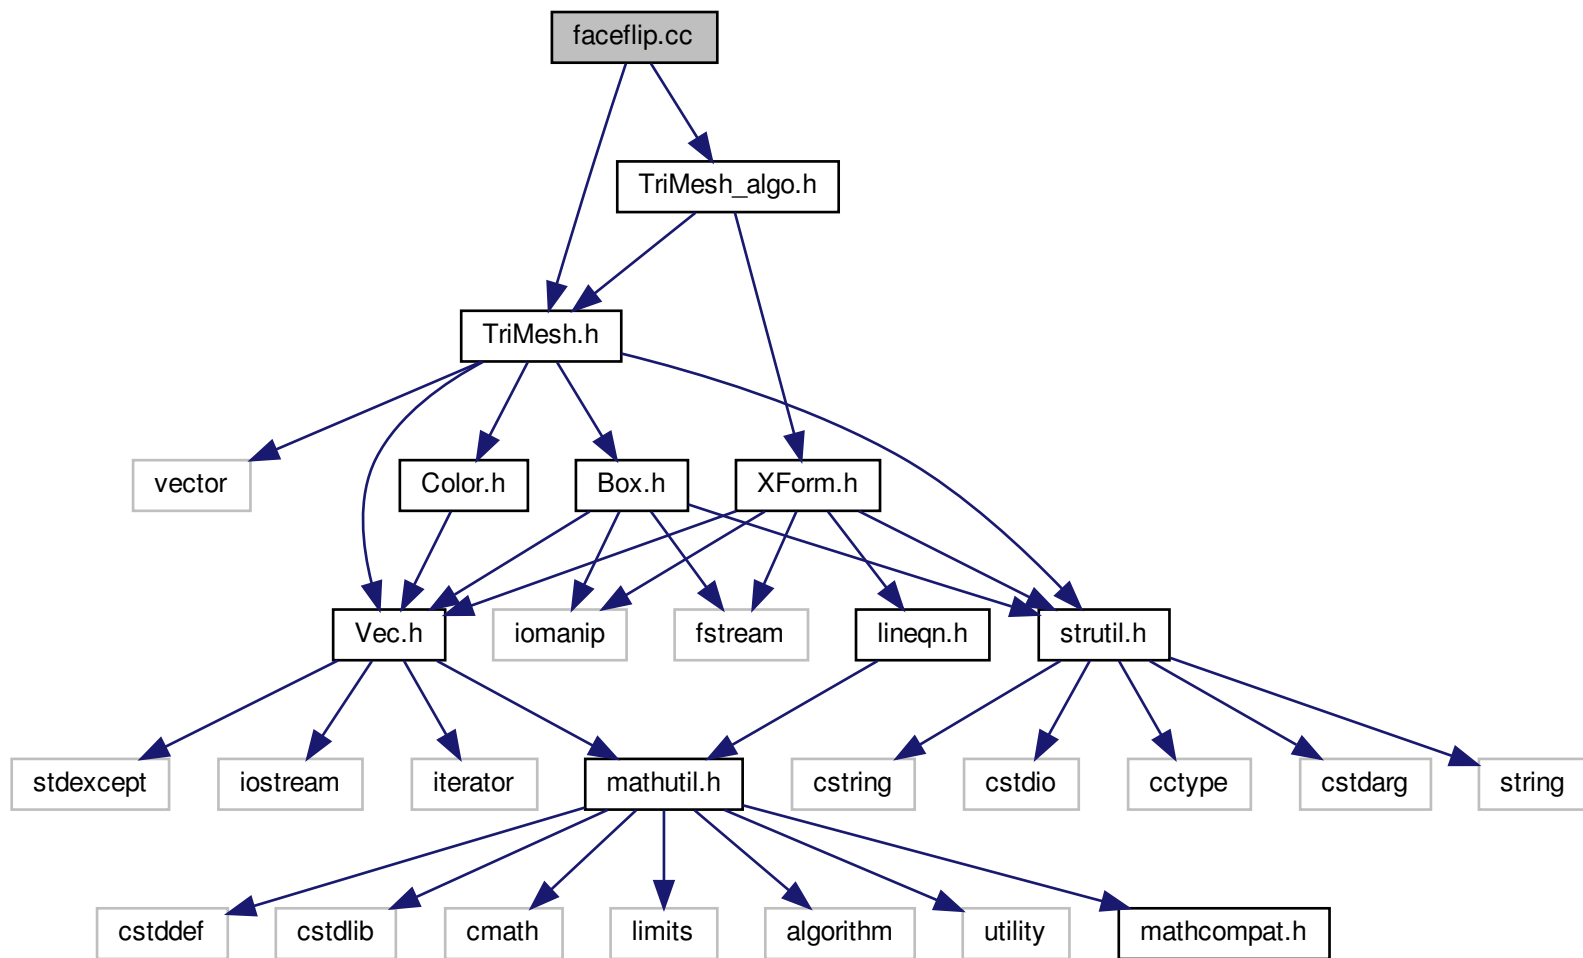 faceflip.cc
TriMesh_algo.h
TriMesh.h
vector
Color.h
Box.h
XForm.h
Vec.h
iomanip
fstream
lineqn.h
strutil.h
stdexcept
iostream
iterator
mathutil.h
cstring
cstdio
cctype
cstdarg
string
cstddef
cstdlib
cmath
limits
algorithm
utility
mathcompat.h